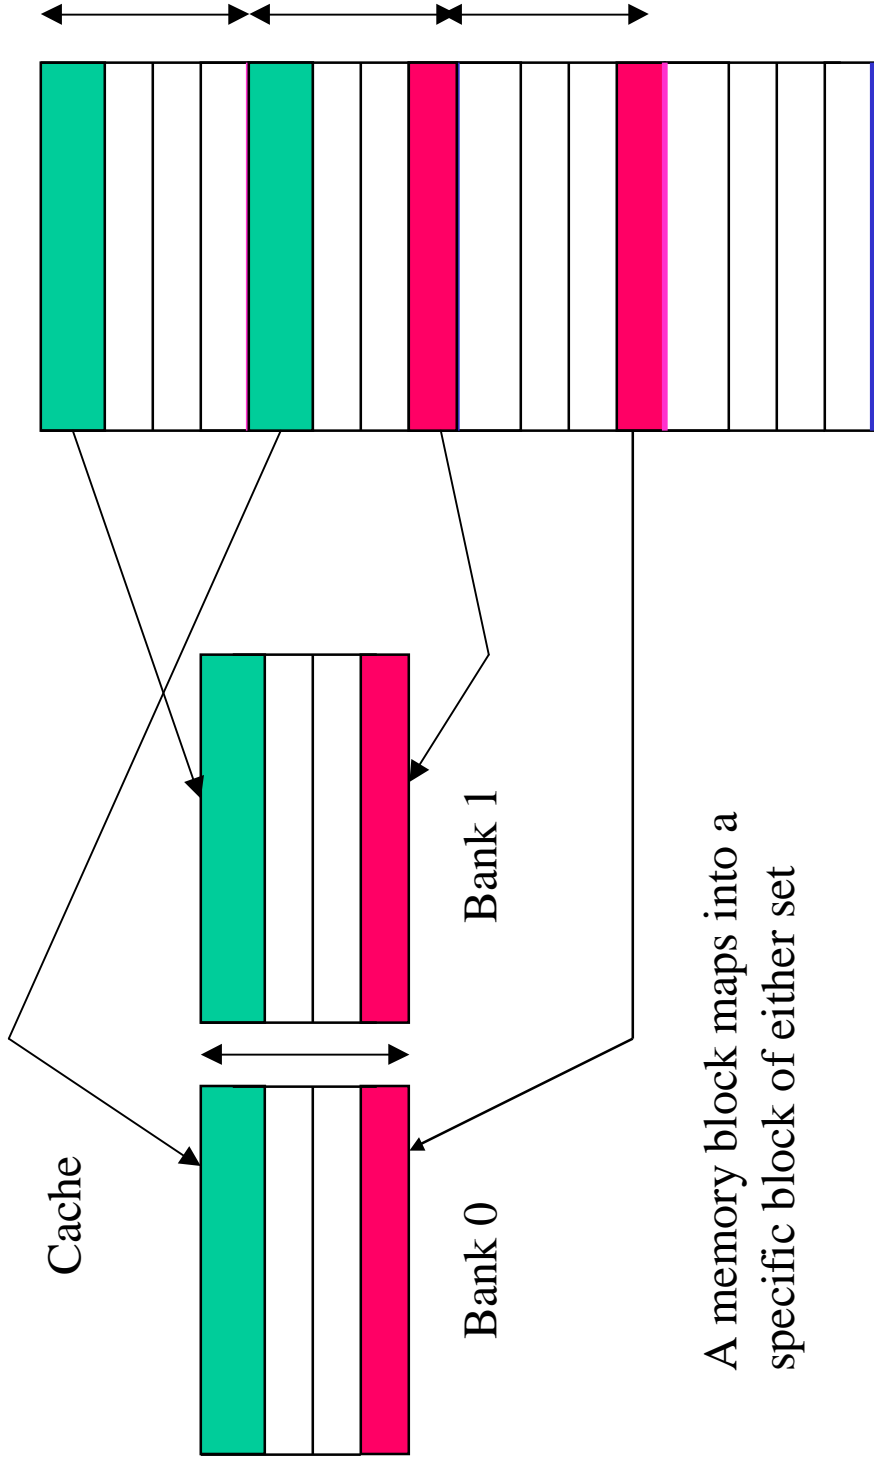 Cache
Bank 0
Bank 1
A memory block maps into a
specific block of either set